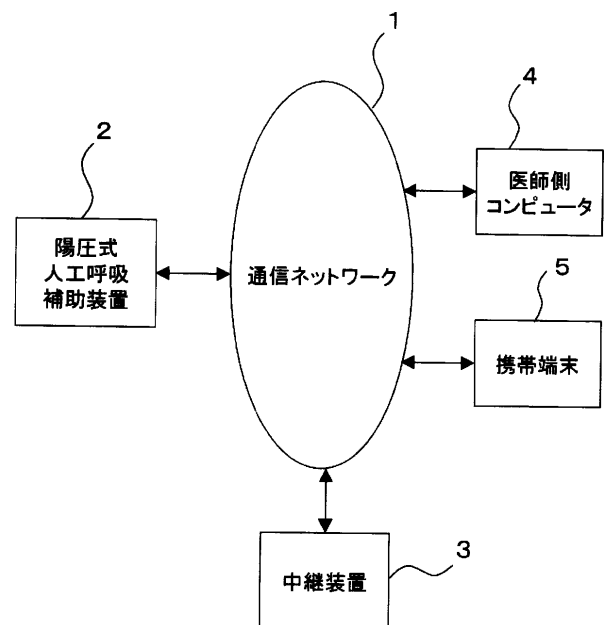 1
4
医師側
コンピュータ
2
陽圧式
人工呼吸
補助装置
通信ネットワーク
5
携帯端末
中継装置
3